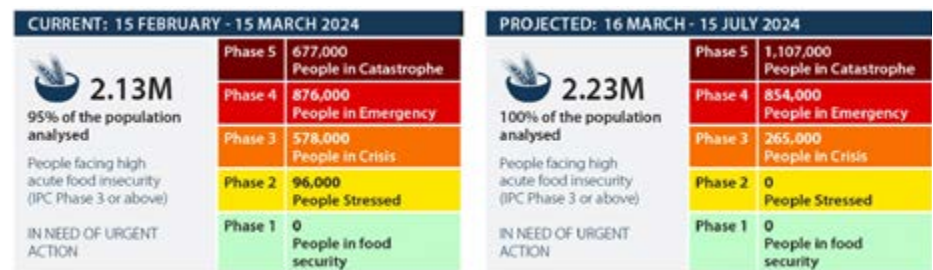 CURRENT: 15 FEBRUARY - 15 MARCH 2024
2.13M
95% of the population
analysed
People facing high
acute food insecurity
(IPC Phase 3 or above)
IN NEED OF URGENT
ACTION
Phase 5 677,000
People in Catastrophe
Phase 4 876,000
People in Emergency
Phase 3 578,000
People in Crisis
Phase 2 96,000
People Stressed
Phase 1 0
People in food
security
PROJECTED: 16 MARCH - 15 JULY 2024
2.23M
100% of the population
analysed
People facing high
acute food insecurity
(IPC Phase 3 or above)
IN NEED OF URGENT
ACTION
Phase 5 1,107,000
People in Catastrophe
Phase 4 854,000
People in Emergency
Phase 3 265,000
People in Crisis
Phase 2 0
People Stressed
Phase 1 0
People in food
security